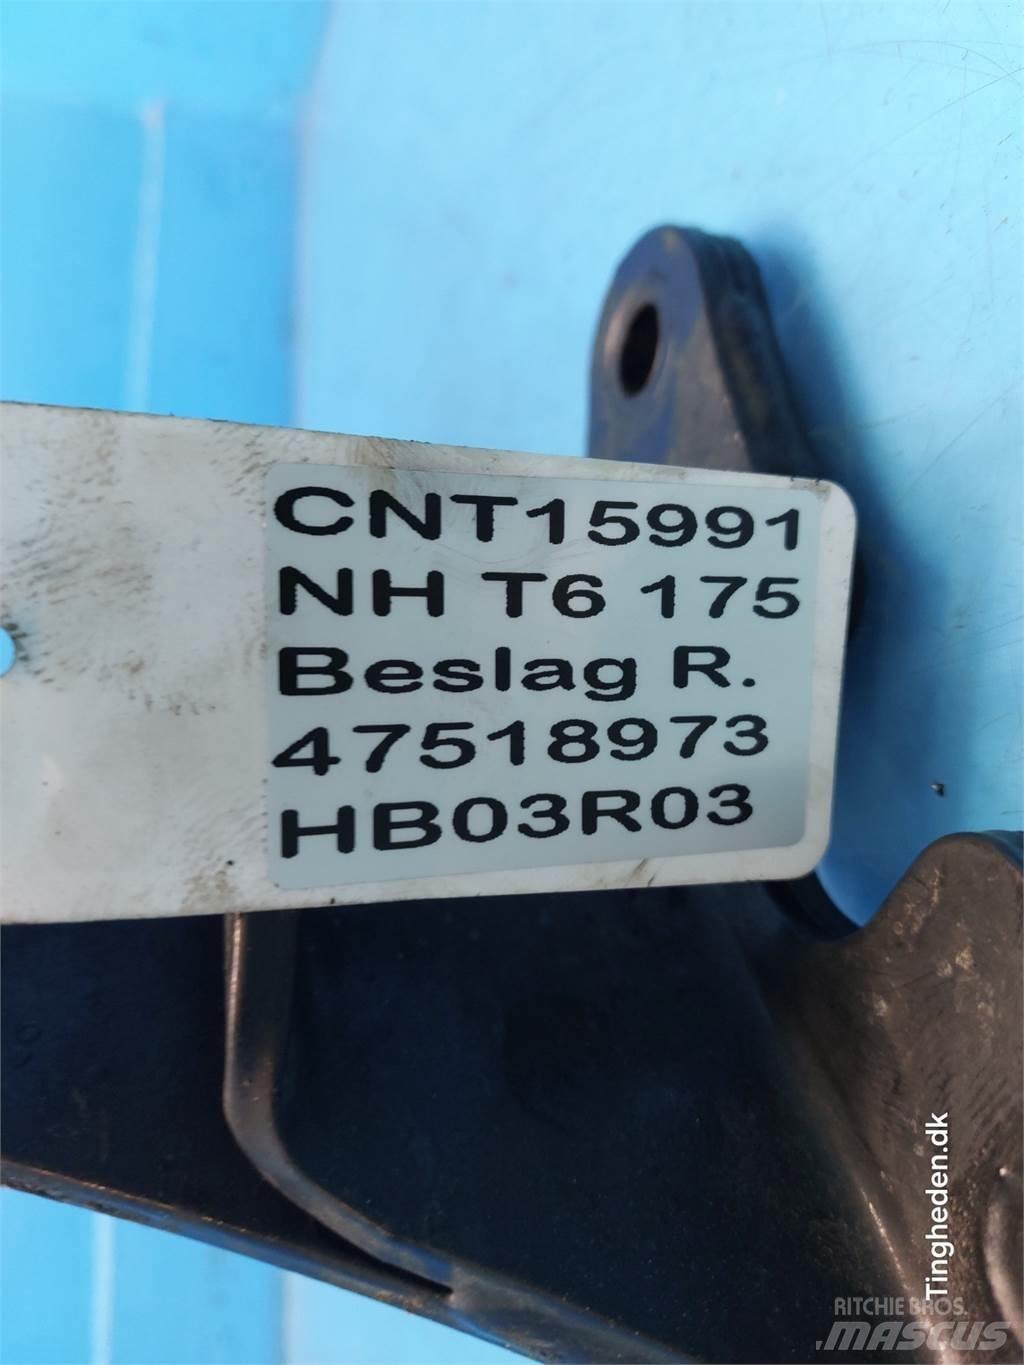 CNT15991
NH T6 175
Beslag R.
47518973
HB03R03
Tingheden.dk
RITCHIE BROS.
MASCUS